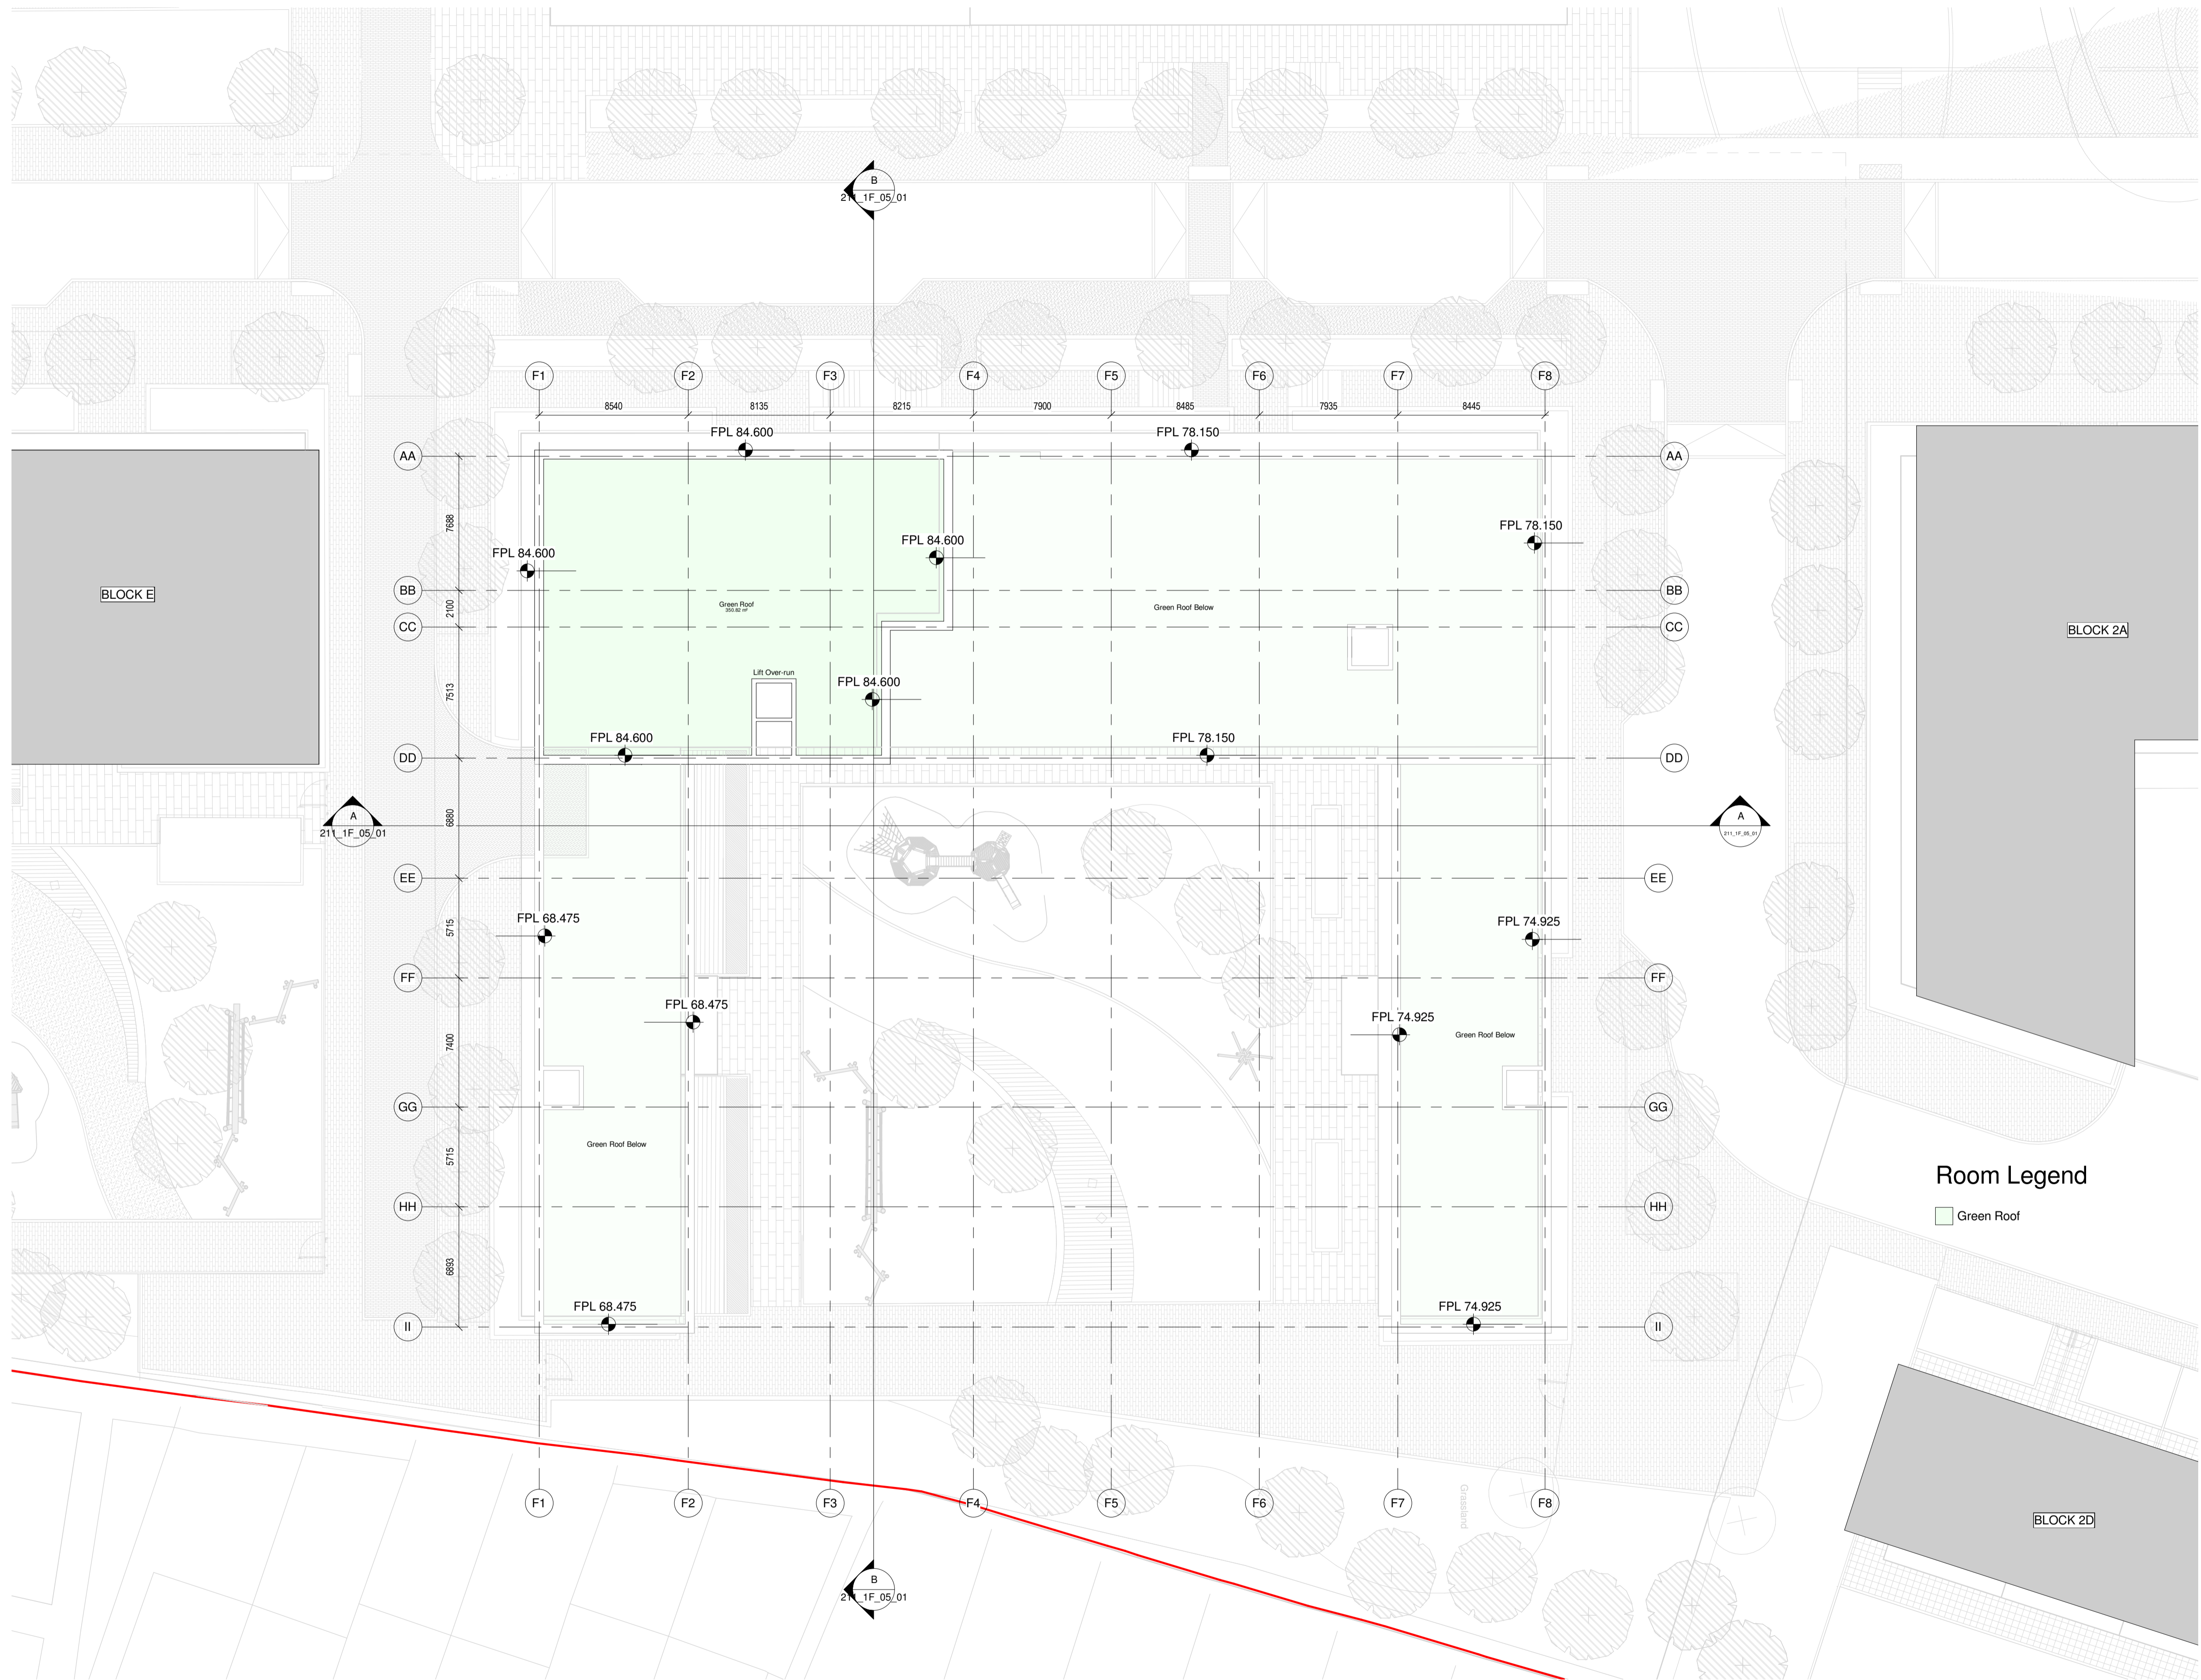 B
211_1F_05_01
F1
F2
F3
F4
F5
F6
F7
F8
8540
8135
8215
7900
8485
7935
8445
FPL 84.600
FPL 78.150
AA
AA
7688
FPL 78.150
FPL 84.600
FPL 84.600
BB
BB
BLOCK E
2100
Green Roof
350.82 m²
Green Roof Below
CC
CC
BLOCK 2A
Lift Over-run
7513
FPL 84.600
FPL 84.600
FPL 78.150
DD
DD
A
211_1F_05_01
6880
A
211_1F_05_01
EE
EE
5715
FPL 68.475
FPL 74.925
FF
FF
FPL 68.475
FPL 74.925
7400
Green Roof Below
GG
GG
5715
Green Roof Below
Room Legend
HH
HH
Green Roof
6893
FPL 68.475
FPL 74.925
II
II
F1
F2
F3
F4
F5
F6
F7
F8
Grassland
BLOCK 2D
B
211_1F_05_01